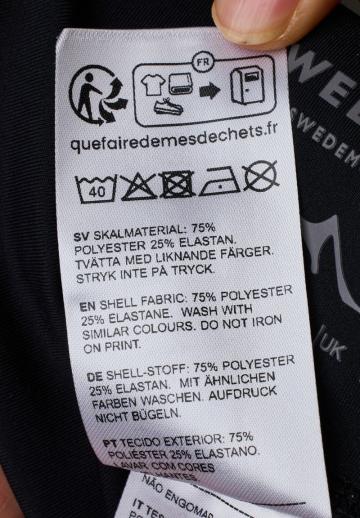 FR
quefairedemesdechets.fr
40
SV SKALMATERIAL: 75%
POLYESTER 25% ELASTAN.
TVÄTTA MED LIKNANDE FÄRGER.
STRYK INTE PÅ TRYCK.
EN SHELL FABRIC: 75% POLYESTER
25% ELASTANE. WASH WITH
SIMILAR COLOURS. DO NOT IRON
ON PRINT.
DE SHELL-STOFF: 75% POLYESTER
25% ELASTAN. MIT ÄHNLICHEN
FARBEN WASCHEN. AUFDRUCK
NICHT BÜGELN.
PT TECIDO EXTERIOR: 75%
POLIÉSTER 25% ELASTANO.
LAVAR COM CORES
NÃO ENGOMAR
IT
SWEDEM
UK